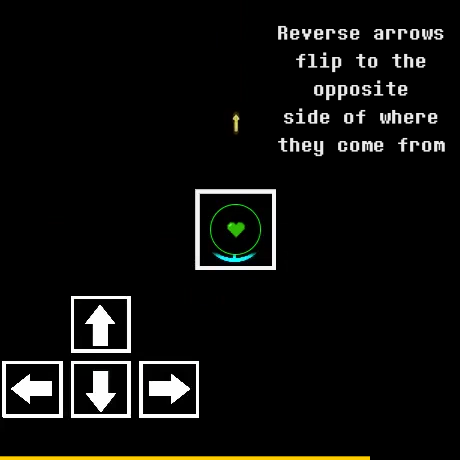 Reverse arrows
flip to the
opposite
side of where
they come from